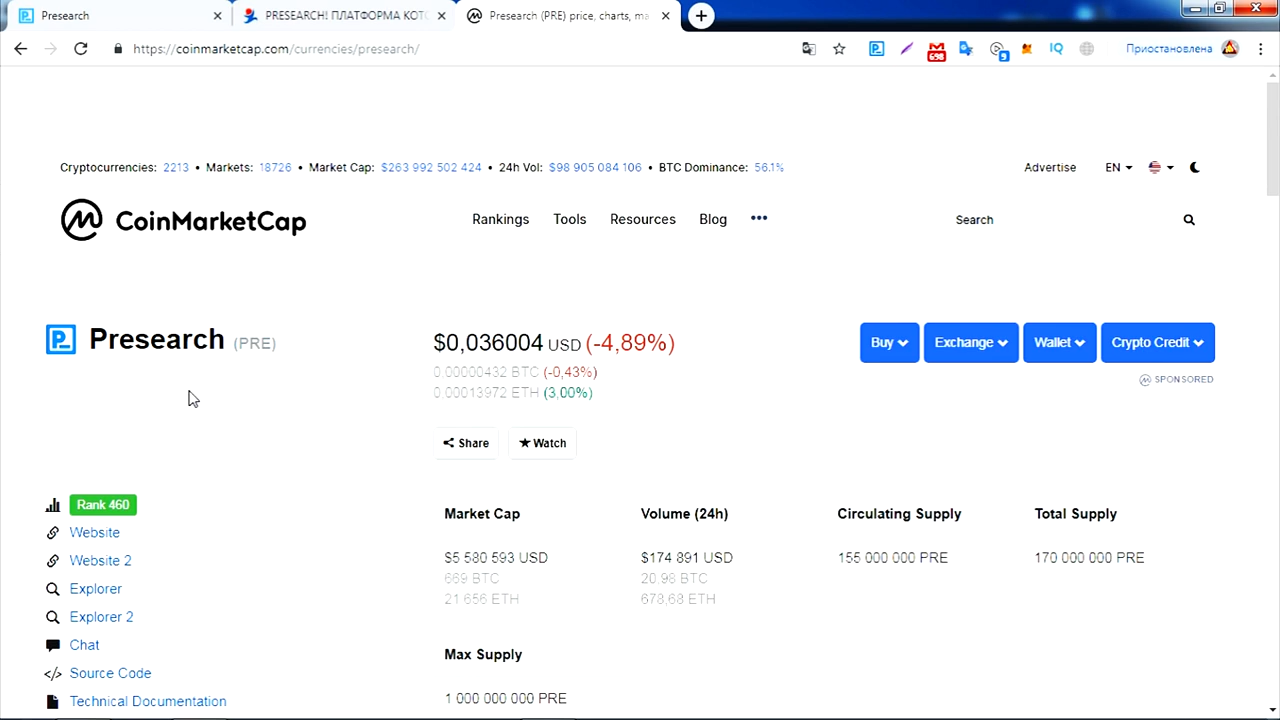 Presearch
PRESEARCH! ПЛАТФОРМА КОТО
Presearch (PRE) price, charts, ma
https://coinmarketcap.com/currencies/presearch/
Приостановлена
Cryptocurrencies: 2213 • Markets: 18726 • Market Cap: $263 992 502 424 • 24h Vol: $98 905 084 106 • BTC Dominance: 56.1%
Advertise EN
CoinMarketCap
Rankings Tools Resources Blog •••
Search
Presearch (PRE)
$0,036004 USD (-4,89%)
0.00000432 BTC (-0,43%)
0.00013972 ETH (3,00%)
Buy Exchange Wallet Crypto Credit
SPONSORED
Share Watch
Rank 460
Website
Website 2
Explorer
Explorer 2
Chat
Source Code
Technical Documentation
Market Cap Volume (24h) Circulating Supply Total Supply
$5 580 593 USD $174 891 USD 155 000 000 PRE 170 000 000 PRE
669 BTC 20.98 BTC
21 656 ETH 678,68 ETH
Max Supply
1 000 000 000 PRE